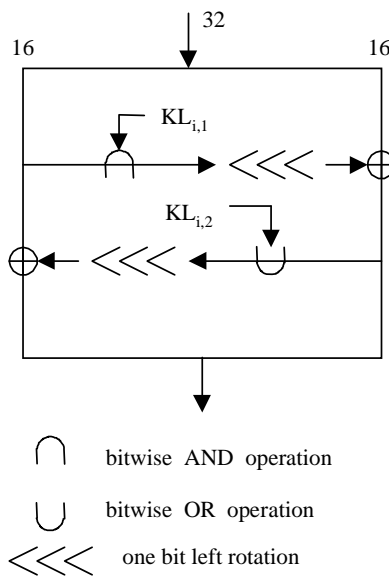 32
16 16
KL_{i,1}
KL_{i,2}
bitwise AND operation
bitwise OR operation
one bit left rotation